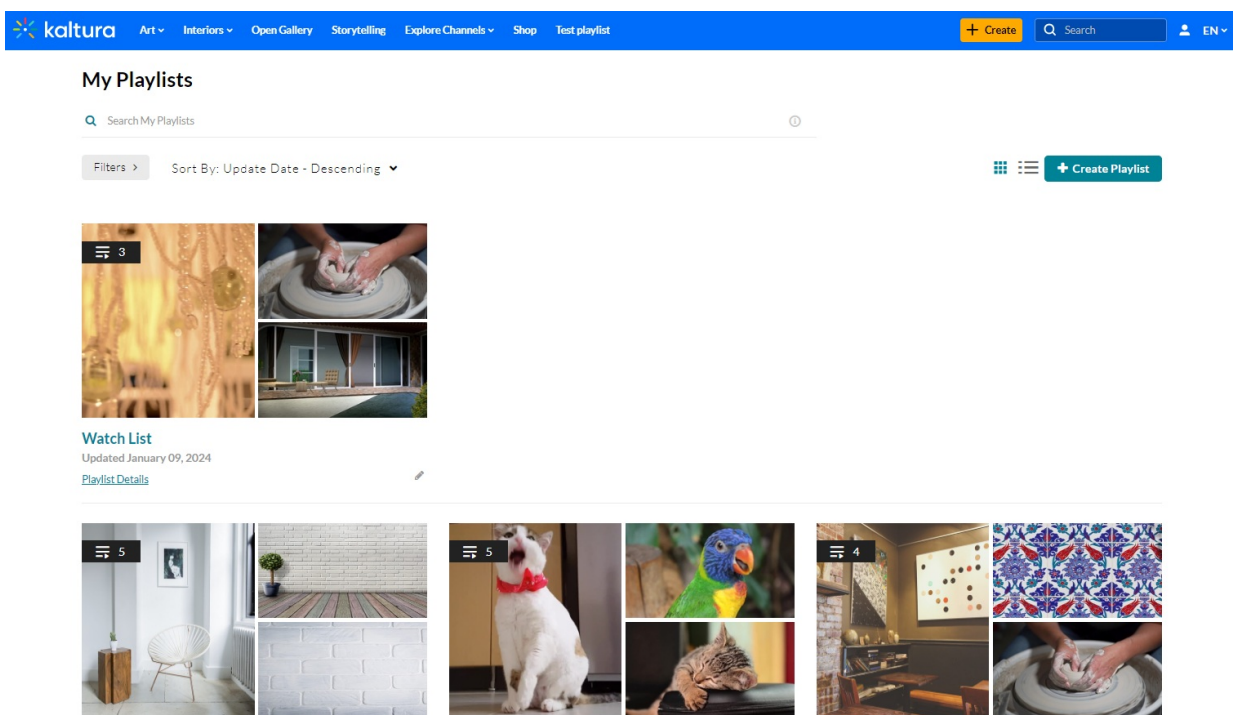 kaltura Art Interiors Open Gallery Storytelling Explore Channels Shop Test playlist + Create Search EN
My Playlists
Search My Playlists
Filters > Sort By: Update Date - Descending + Create Playlist
3
Watch List
Updated January 09, 2024
Playlist Details
5 5 4